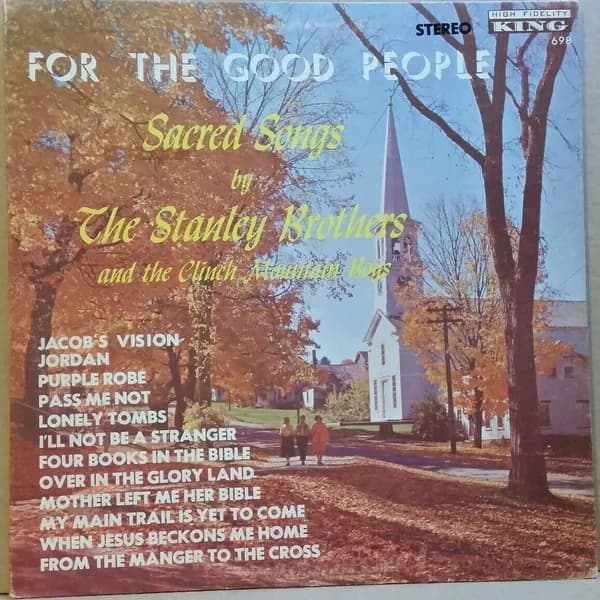 STEREO
HIGH FIDELITY
KING
698
FOR THE GOOD PEOPLE
Sacred Songs
by
The Stanley Brothers
and the Clinch Mountain Boys
JACOB'S VISION
JORDAN
PURPLE ROBE
PASS ME NOT
LONELY TOMBS
I'LL NOT BE A STRANGER
FOUR BOOKS IN THE BIBLE
OVER IN THE GLORY LAND
MOTHER LEFT ME HER BIBLE
MY MAIN TRAIL IS YET TO COME
WHEN JESUS BECKONS ME HOME
FROM THE MANGER TO THE CROSS